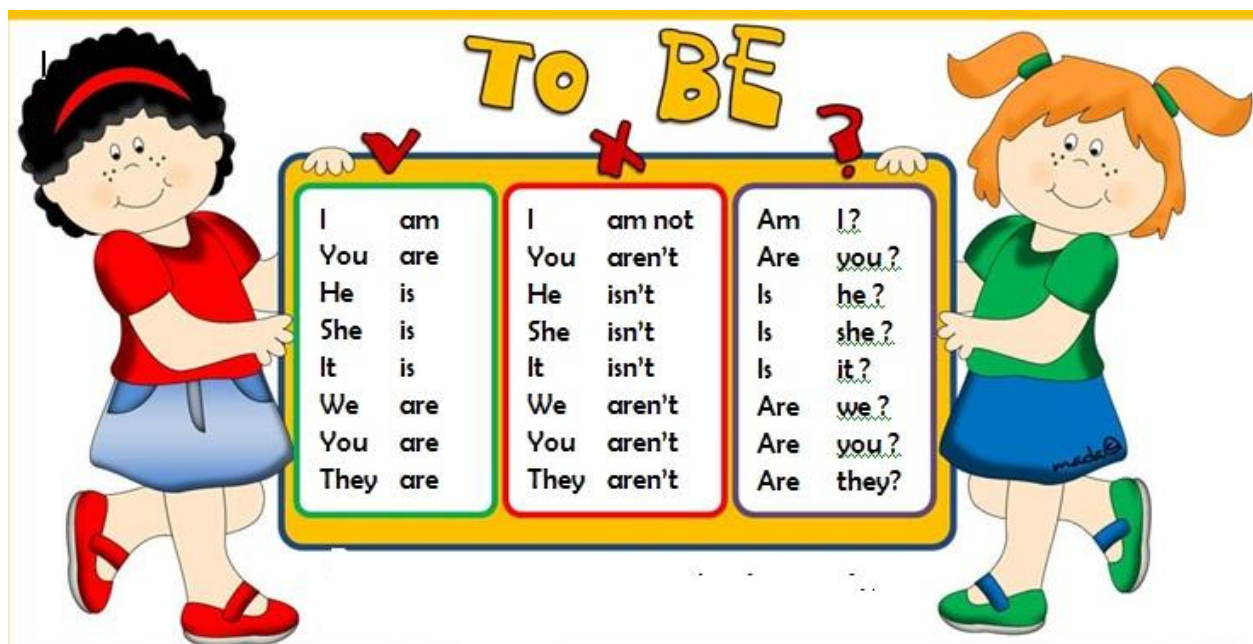 TO BE
I am
You are
He is
She is
It is
We are
You are
They are
I am not
You aren't
He isn't
She isn't
It isn't
We aren't
You aren't
They aren't
Am I?
Are you?
Is he?
Is she?
Is it?
Are we?
Are you?
Are they?
mada